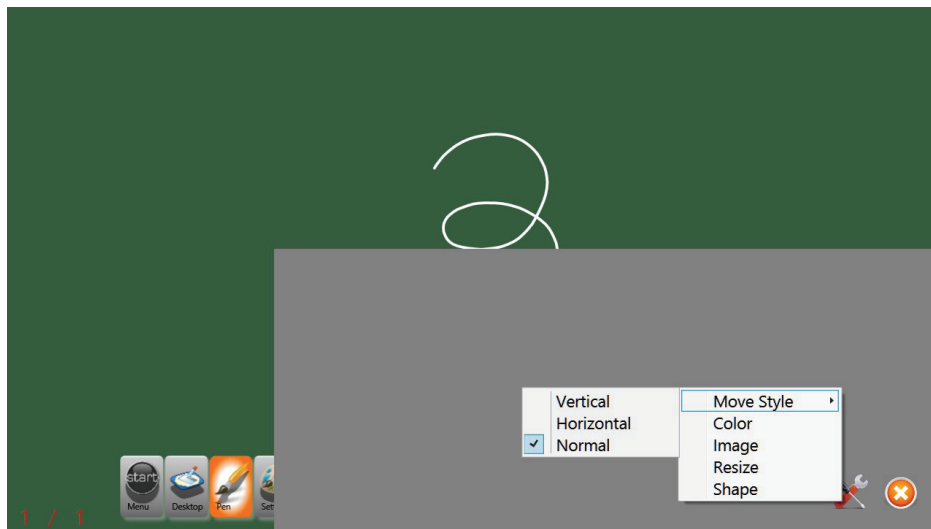 Vertical
Horizontal
Normal
Move Style
Color
Image
Resize
Shape
start
Menu
Desktop
Pen
1 / 1